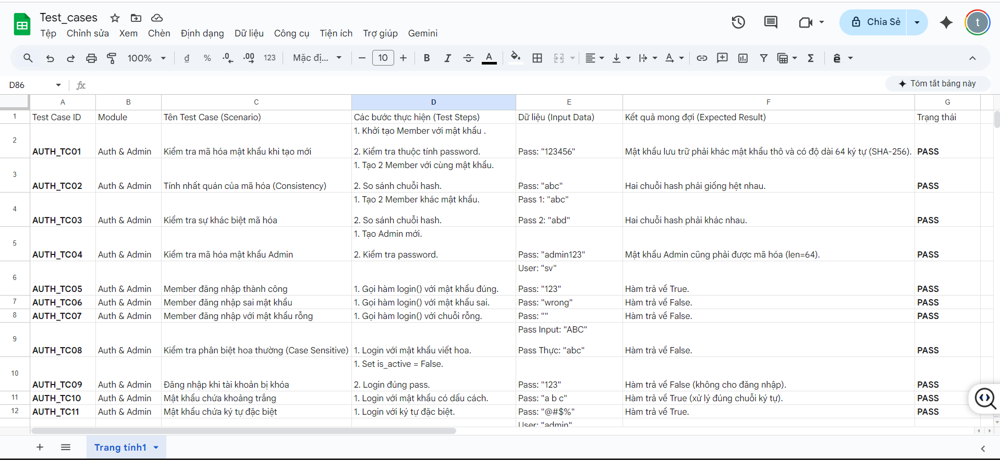 Test_cases
Tệp Chỉnh sửa Xem Chèn Định dạng Dữ liệu Công cụ Tiện ích Trợ giúp Gemini
Chia Sẻ
t
100% đ % .0 .00 123 Mặc đị... 10 B I A A ê
D86 fx
Tóm tắt bảng này
A B C D E F G
1 Test Case ID Module Tên Test Case (Scenario) Các bước thực hiện (Test Steps) Dữ liệu (Input Data) Kết quả mong đợi (Expected Result) Trạng thái
1. Khởi tạo Member với mật khẩu .
2 AUTH_TC01 Auth & Admin Kiểm tra mã hóa mật khẩu khi tạo mới 2. Kiểm tra thuộc tính password. Pass: "123456" Mật khẩu lưu trữ phải khác mật khẩu thô và có độ dài 64 ký tự (SHA-256). PASS
1. Tạo 2 Member với cùng mật khẩu.
3 AUTH_TC02 Auth & Admin Tính nhất quán của mã hóa (Consistency) 2. So sánh chuỗi hash. Pass: "abc" Hai chuỗi hash phải giống hệt nhau. PASS
1. Tạo 2 Member khác mật khẩu. Pass 1: "abc"
4 AUTH_TC03 Auth & Admin Kiểm tra sự khác biệt mã hóa 2. So sánh chuỗi hash. Pass 2: "abd" Hai chuỗi hash phải khác nhau. PASS
1. Tạo Admin mới.
5 AUTH_TC04 Auth & Admin Kiểm tra mã hóa mật khẩu Admin 2. Kiểm tra password. Pass: "admin123" Mật khẩu Admin cũng phải được mã hóa (len=64). PASS
User: "sv"
6 AUTH_TC05 Auth & Admin Member đăng nhập thành công 1. Gọi hàm login() với mật khẩu đúng. Pass: "123" Hàm trả về True. PASS
7 AUTH_TC06 Auth & Admin Member đăng nhập sai mật khẩu 1. Gọi hàm login() với mật khẩu sai. Pass: "wrong" Hàm trả về False. PASS
8 AUTH_TC07 Auth & Admin Member đăng nhập với mật khẩu rỗng 1. Gọi hàm login() với chuỗi rỗng. Pass: "" Hàm trả về False. PASS
Pass Input: "ABC"
9 AUTH_TC08 Auth & Admin Kiểm tra phân biệt hoa thường (Case Sensitive) 1. Login với mật khẩu viết hoa. Pass Thực: "abc" Hàm trả về False. PASS
1. Set is_active = False.
10 AUTH_TC09 Auth & Admin Đăng nhập khi tài khoản bị khóa 2. Login đúng pass. Pass: "123" Hàm trả về False (không cho đăng nhập). PASS
11 AUTH_TC10 Auth & Admin Mật khẩu chứa khoảng trắng 1. Login với mật khẩu có dấu cách. Pass: "a b c" Hàm trả về True (xử lý đúng chuỗi ký tự). PASS
12 AUTH_TC11 Auth & Admin Mật khẩu chứa ký tự đặc biệt 1. Login với ký tự đặc biệt. Pass: "@#$%" Hàm trả về True. PASS
User: "admin"
Trang tính1